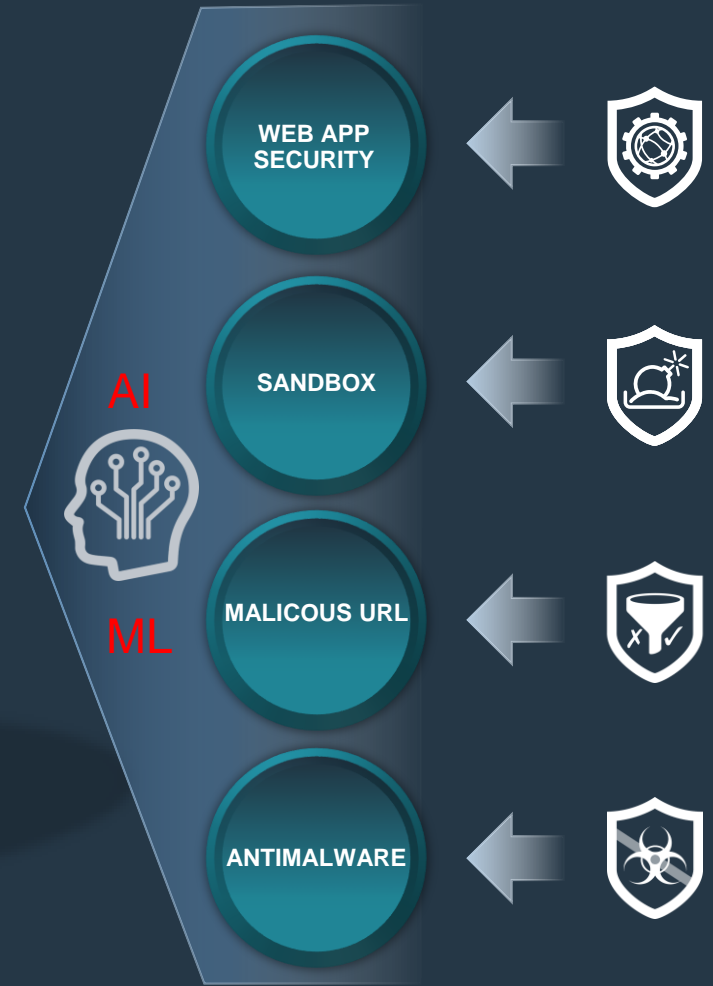 WEB APP
SECURITY
SANDBOX
AI
MALICOUS URL
ML
ANTIMALWARE